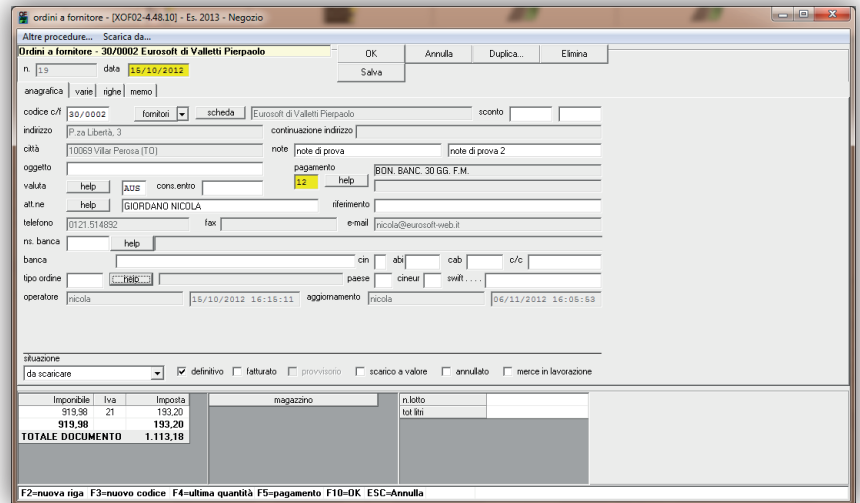 ordini a fornitore - [XOF02-4.48.10] - Es. 2013 - Negozio
Altre procedure... Scarica da...
Ordini a fornitore - 30/0002 Eurosoft di Valletti Pierpaolo OK Annulla Duplica... Elimina
n. 19 data 15/10/2012 Salva
anagrafica varie righe memo
codice c/f 30/0002 fornitori scheda Eurosoft di Valletti Pierpaolo sconto
indirizzo P.za Libertà, 3 continuazione indirizzo
città 10069 Villar Perosa (TO) note note di prova note di prova 2
oggetto pagamento BON. BANC. 30 GG. F.M.
valuta help AUS cons.entro 12 help
att.ne help GIORDANO NICOLA riferimento
telefono 0121.514892 fax e-mail nicola@eurosoft-web.it
ns. banca help
banca cin abi cab c/c
tipo ordine help paese cineur swift . . . .
operatore nicola 15/10/2012 16:15:11 aggiornamento nicola 06/11/2012 16:05:53
situazione
da scaricare definitivo fatturato provvisorio scarico a valore annullato merce in lavorazione
Imponibile Iva Imposta magazzino n.lotto
919,98 21 193,20 tot litri
919,98 193,20
TOTALE DOCUMENTO 1.113,18
F2=nuova riga F3=nuovo codice F4=ultima quantità F5=pagamento F10=OK ESC=Annulla